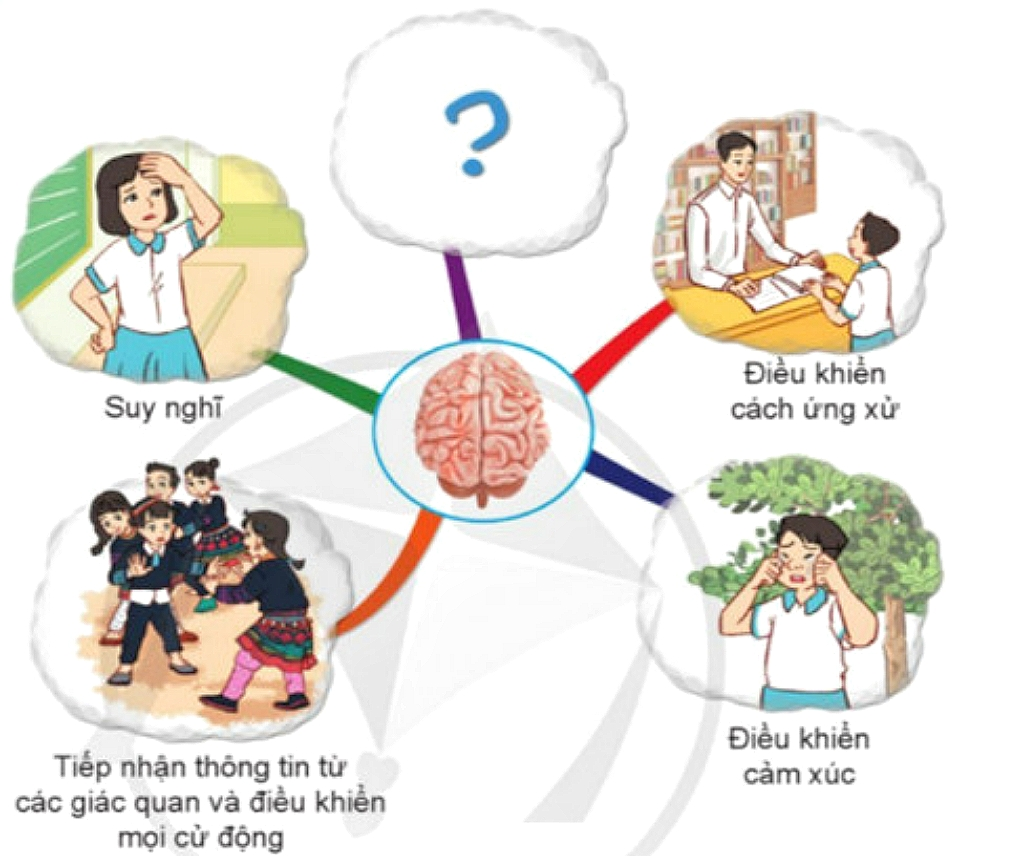 ?
Suy nghĩ
Điều khiển
cách ứng xử
Tiếp nhận thông tin từ
các giác quan và điều khiển
mọi cử động
Điều khiển
cảm xúc